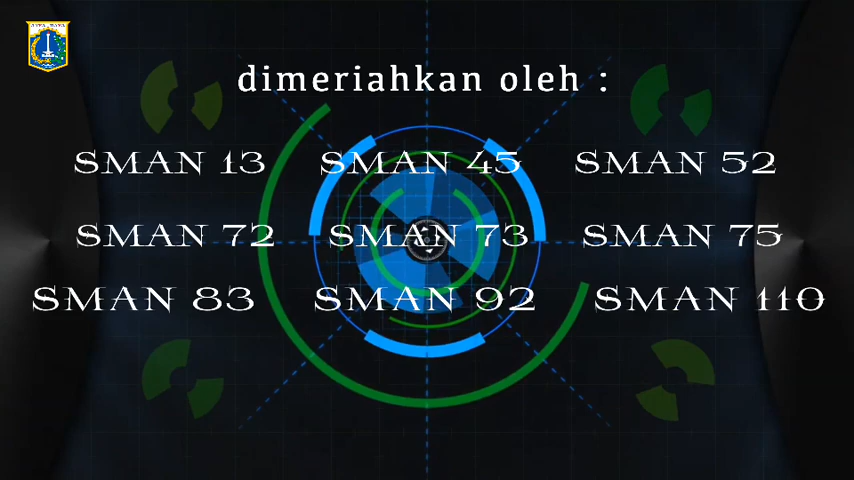 dimeriahkan oleh :
SMAN 13 SMAN 45 SMAN 52
SMAN 72 SMAN 73 SMAN 75
SMAN 83 SMAN 92 SMAN 110